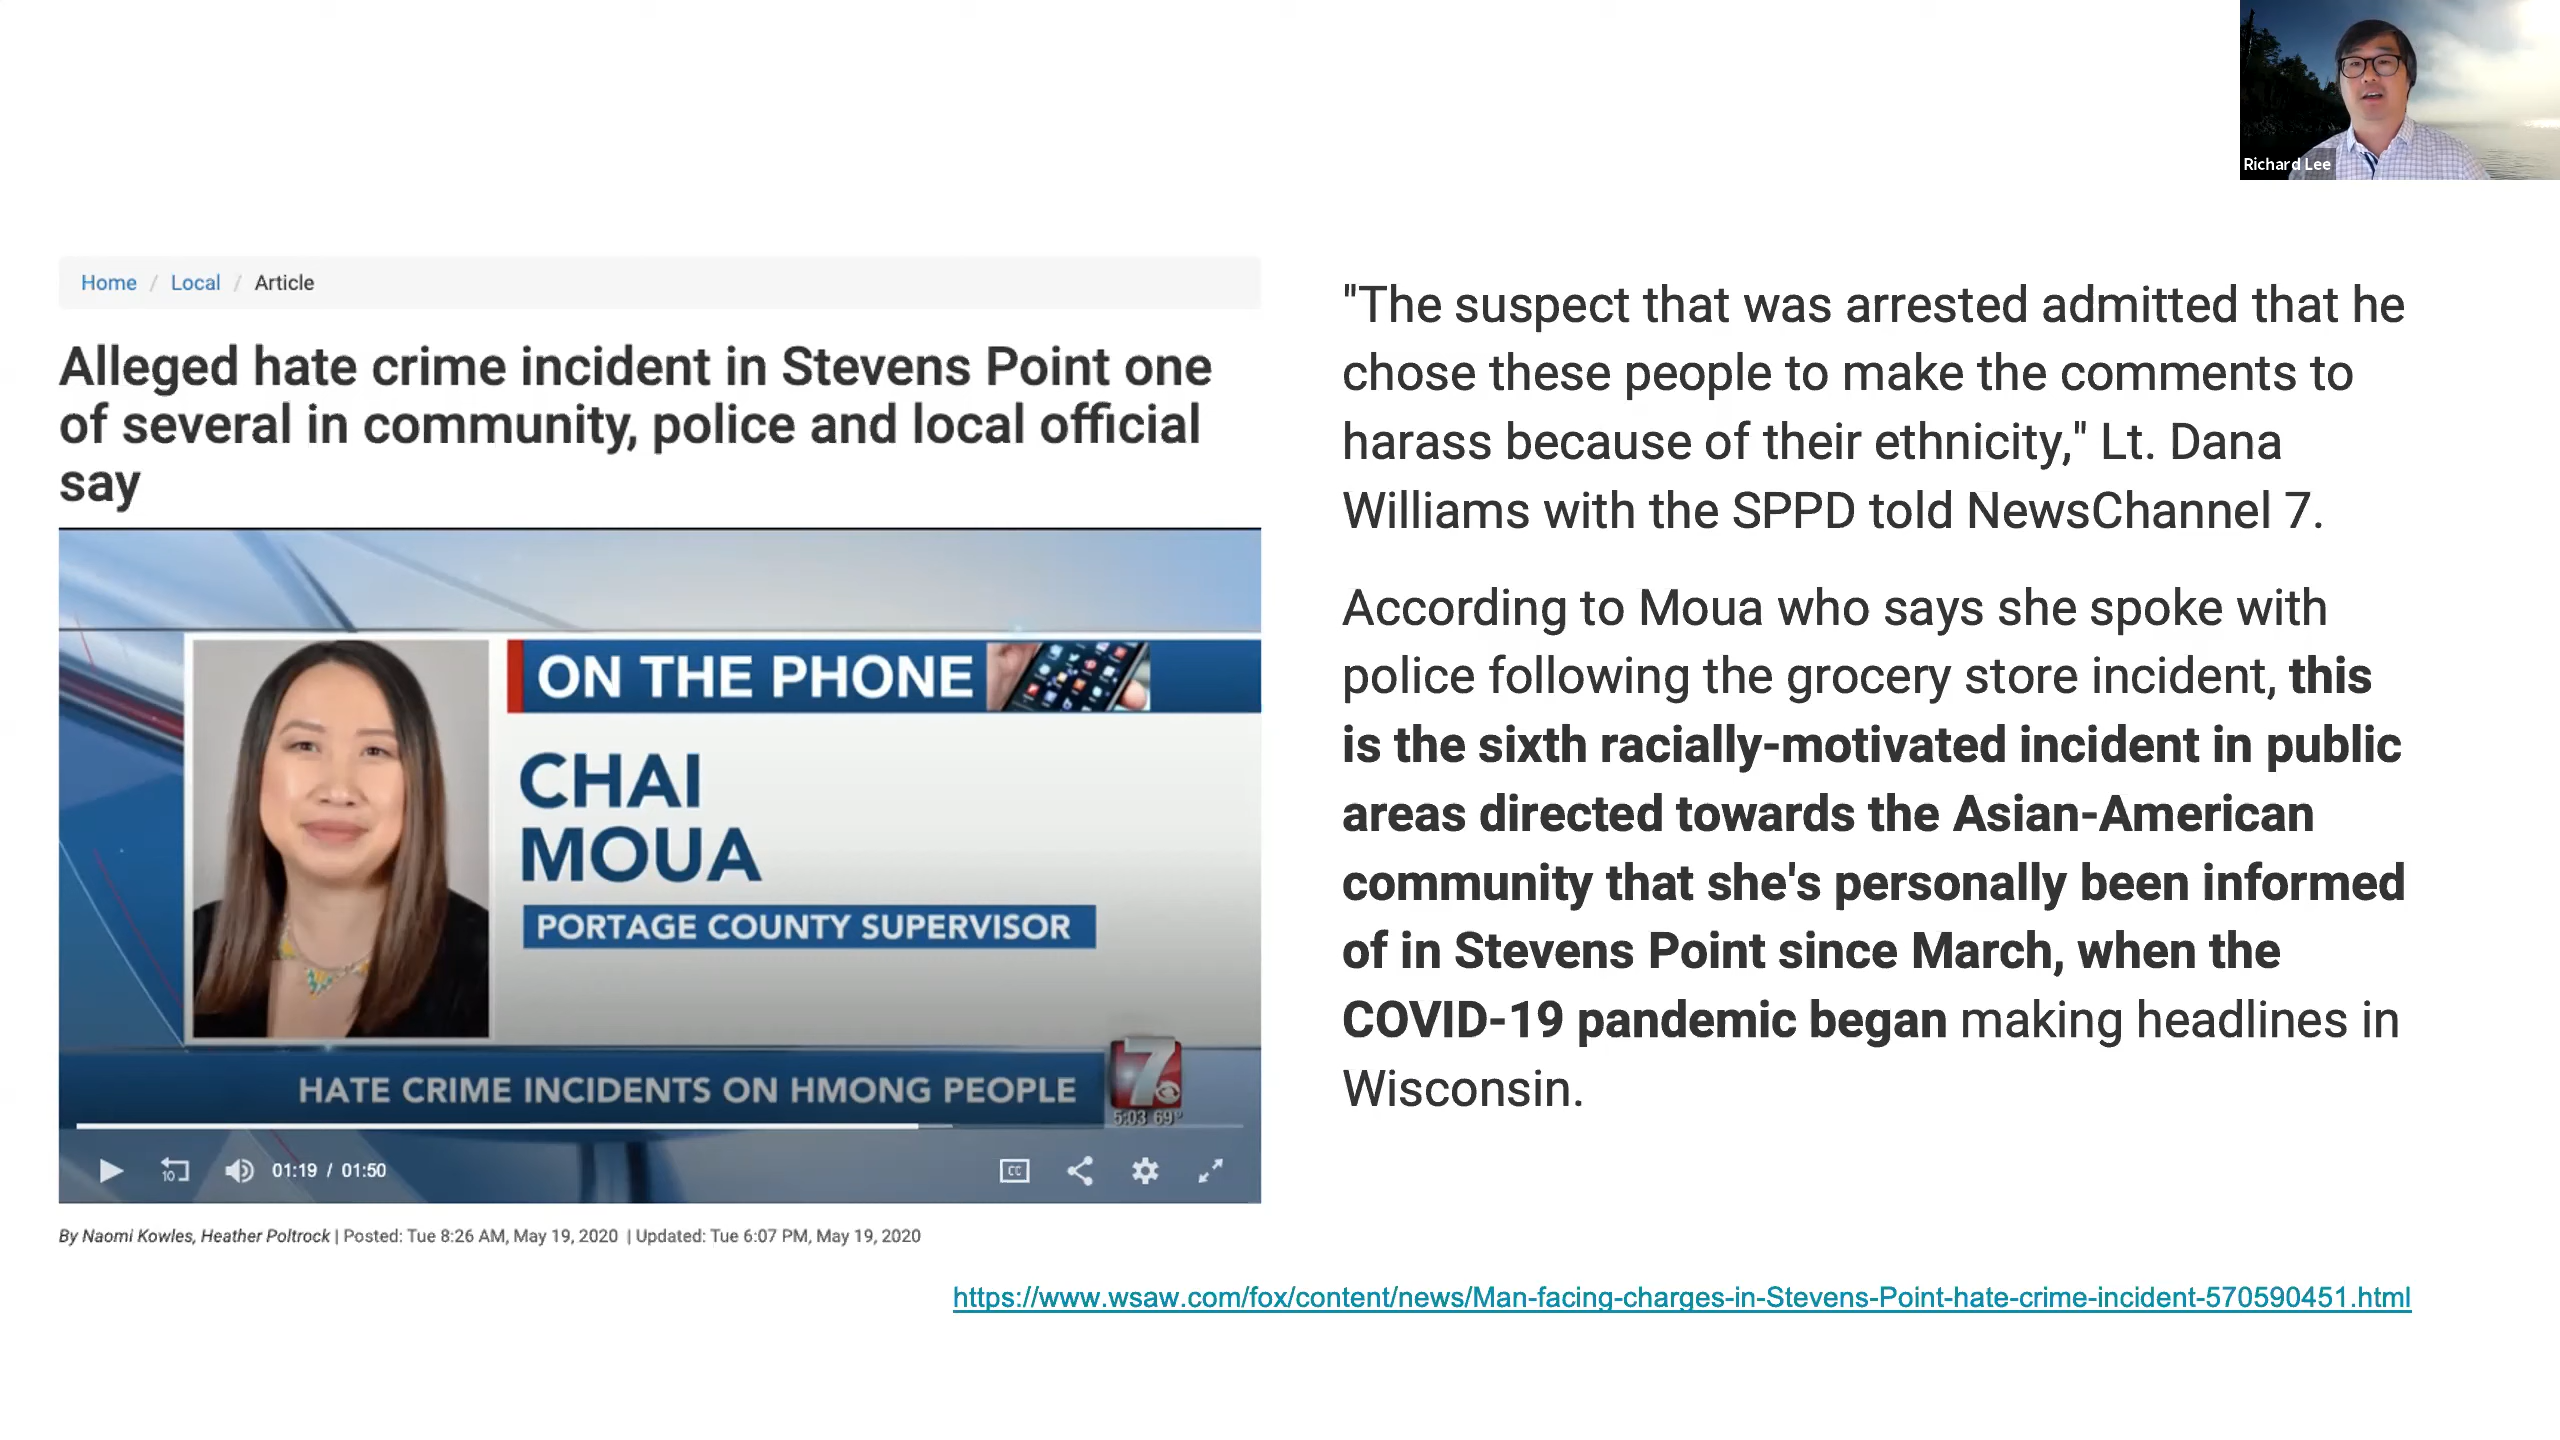 Richard Lee
Home / Local / Article
Alleged hate crime incident in Stevens Point one
of several in community, police and local official
say
ON THE PHONE
CHAI
MOUA
PORTAGE COUNTY SUPERVISOR
HATE CRIME INCIDENTS ON HMONG PEOPLE
7
5:03 69°
10
01:19 / 01:50
CC
By Naomi Kowles, Heather Poltrock | Posted: Tue 8:26 AM, May 19, 2020 | Updated: Tue 6:07 PM, May 19, 2020
"The suspect that was arrested admitted that he
chose these people to make the comments to
harass because of their ethnicity," Lt. Dana
Williams with the SPPD told NewsChannel 7.
According to Moua who says she spoke with
police following the grocery store incident, this
is the sixth racially-motivated incident in public
areas directed towards the Asian-American
community that she's personally been informed
of in Stevens Point since March, when the
COVID-19 pandemic began making headlines in
Wisconsin.
https://www.wsaw.com/fox/content/news/Man-facing-charges-in-Stevens-Point-hate-crime-incident-570590451.html